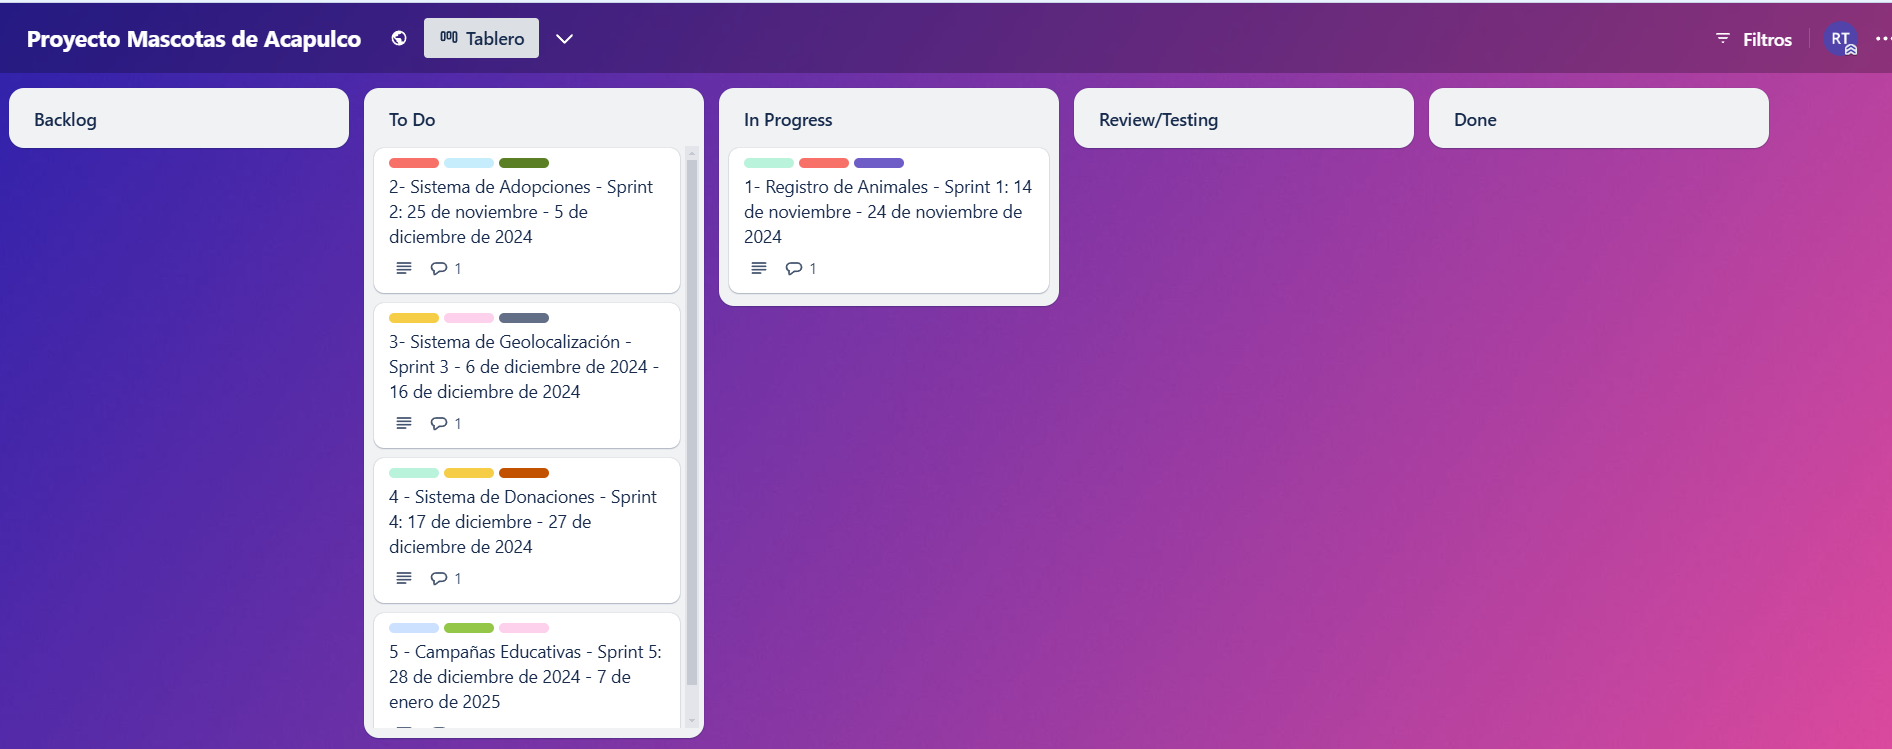 Proyecto Mascotas de Acapulco
Tablero
Filtros
RT
Backlog
To Do
2- Sistema de Adopciones - Sprint
2: 25 de noviembre - 5 de
diciembre de 2024
1
3- Sistema de Geolocalización -
Sprint 3 - 6 de diciembre de 2024 -
16 de diciembre de 2024
1
4 - Sistema de Donaciones - Sprint
4: 17 de diciembre - 27 de
diciembre de 2024
1
5 - Campañas Educativas - Sprint 5:
28 de diciembre de 2024 - 7 de
enero de 2025
In Progress
1- Registro de Animales - Sprint 1: 14
de noviembre - 24 de noviembre de
2024
1
Review/Testing
Done